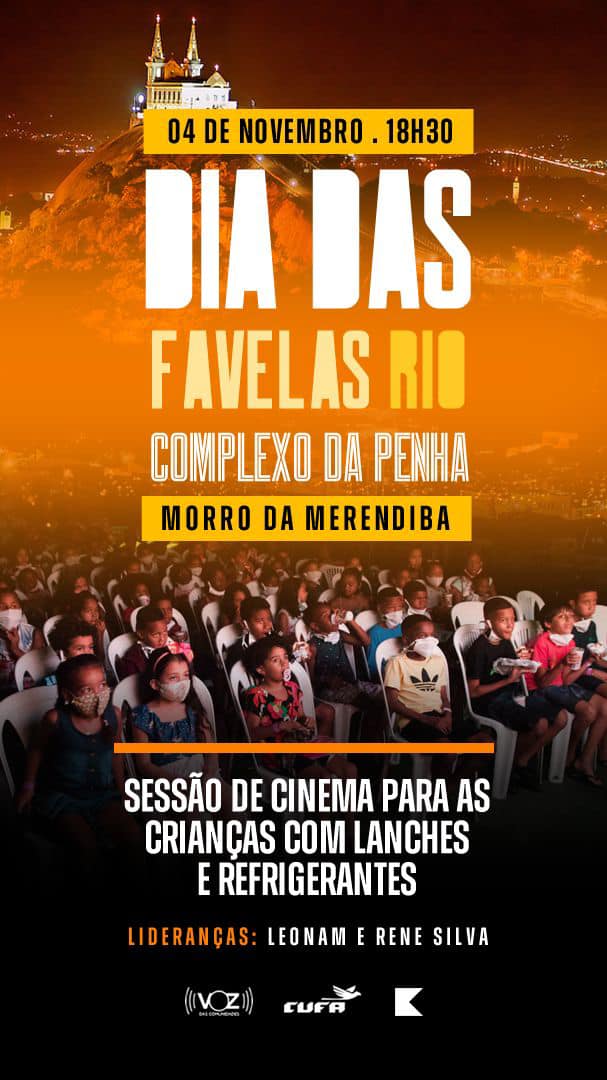 04 DE NOVEMBRO . 18H30
DIA DAS
FAVELAS RIO
COMPLEXO DA PENHA
MORRO DA MERENDIBA
SESSÃO DE CINEMA PARA AS
CRIANÇAS COM LANCHES
E REFRIGERANTES
LIDERANÇAS: LEONAM E RENE SILVA
VOZ
DAS COMUNIDADES
CUFA
K